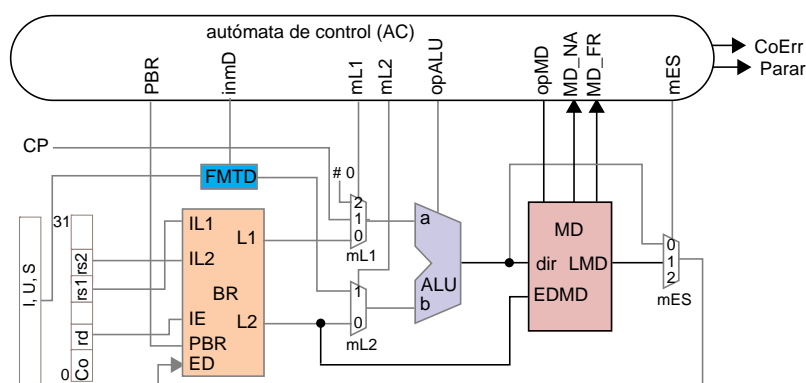 autómata de control (AC)
CoErr
Parar
PBR
inmD
mL1
mL2
opALU
opMD
MD_NA
MD_FR
mES
CP
# 0
FMTD
31
2
1
0
mL1
a
ALU
b
MD
dir
LMD
EDMD
0
1
2
mES
I, U, S
rs2
rs1
rd
Co
0
IL1
L1
IL2
BR
IE
L2
PBR
ED
1
0
mL2